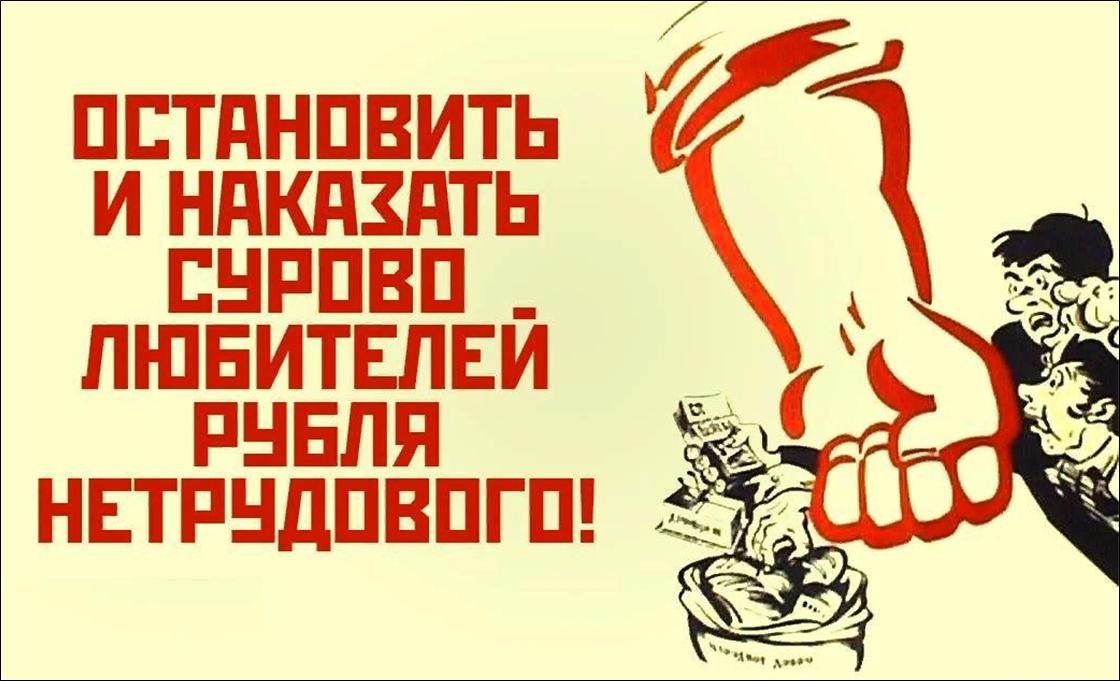 ОСТАНОВИТЬ
И НАКАЗАТЬ
СУРОВО
ЛЮБИТЕЛЕЙ
РУБЛЯ
НЕТРУДОВОГО!